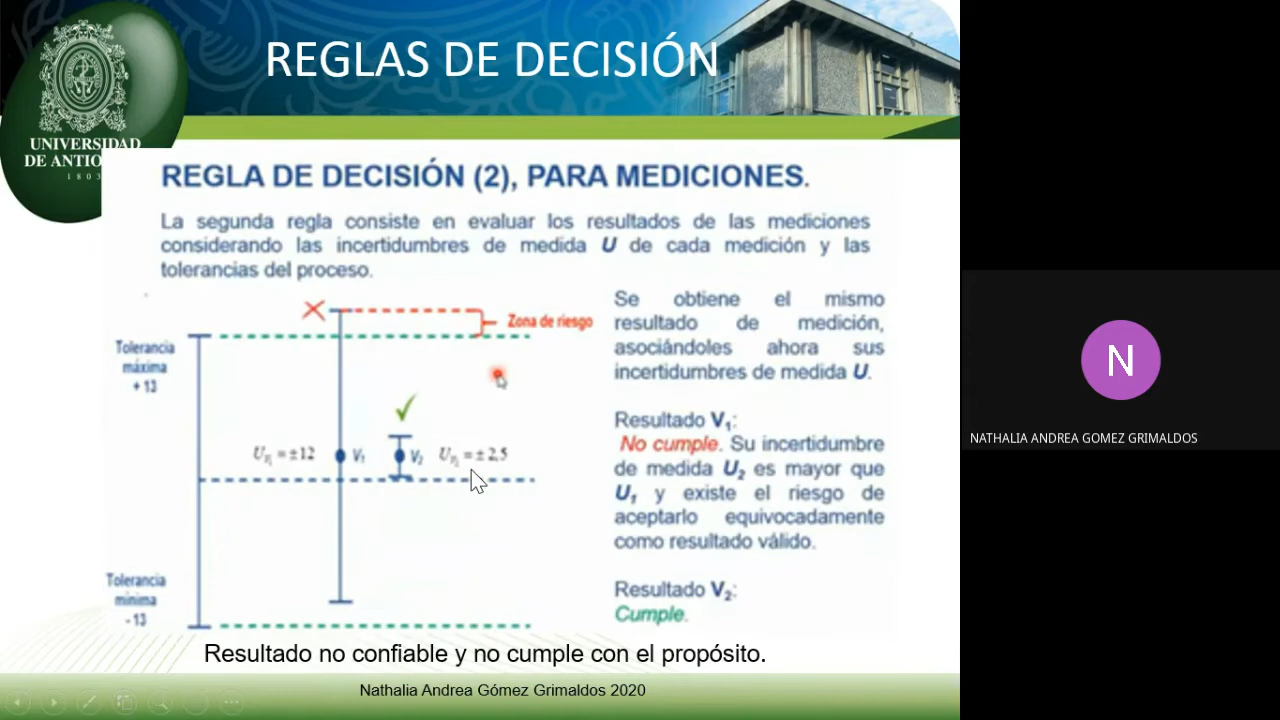 REGLAS DE DECISIÓN
UNIVERSIDAD
DE ANTIO
1803
REGLA DE DECISIÓN (2), PARA MEDICIONES.
La segunda regla consiste en evaluar los resultados de las mediciones
considerando las incertidumbres de medida U de cada medición y las
tolerancias del proceso.
Zona de riesgo
Tolerancia
máxima
+ 13
= ±12
V₁
V₂
= ± 2,5
Tolerancia
mínima
- 13
Se obtiene el mismo
resultado de medición,
asociándoles ahora sus
incertidumbres de medida U.
Resultado V₁:
No cumple. Su incertidumbre
de medida U₂ es mayor que
U₁ y existe el riesgo de
aceptarlo equivocadamente
como resultado válido.
Resultado V₂:
Cumple.
Resultado no confiable y no cumple con el propósito.
Nathalia Andrea Gómez Grimaldos 2020
N
NATHALIA ANDREA GOMEZ GRIMALDOS